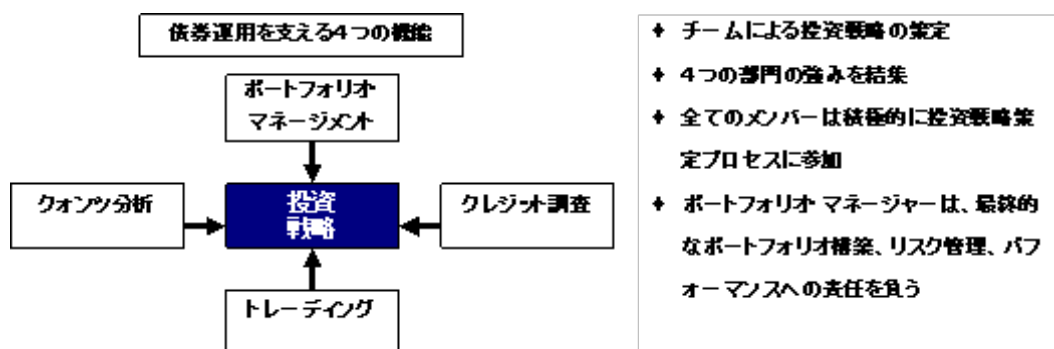 債券運用を支える4つの機能
ポートフォリオ
マネージメント
クォンツ分析
投資
戦略
クレジット調査
トレーディング
♦ チームによる投資戦略の策定
♦ 4つの部門の強みを結集
♦ 全てのメンバーは積極的に投資戦略策
定プロセスに参加
♦ ポートフォリオ マネージャーは、最終的
なポートフォリオ構築、リスク管理、パフ
ォーマンスへの責任を負う